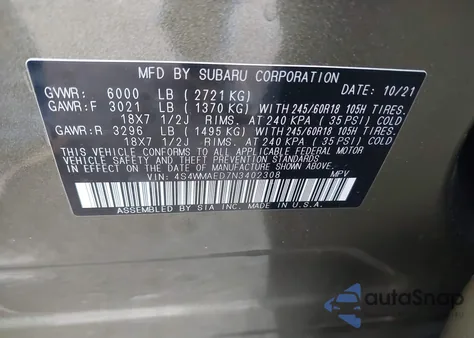 MFD BY SUBARU CORPORATION
GVWR: 6000 LB ( 2721 KG) DATE: 10/21
GAWR:F 3021 LB ( 1370 KG) WITH 245/60R18 105H TIRES.
18X7 1/2J RIMS. AT 240 KPA ( 35 PSI) COLD
GAWR:R 3296 LB ( 1495 KG) WITH 245/60R18 105H TIRES.
18X7 1/2J RIMS. AT 240 KPA ( 35 PSI) COLD
THIS VEHICLE CONFORMS TO ALL APPLICABLE FEDERAL MOTOR
VEHICLE SAFETY STANDARDS IN EFFECT ON THE DATE OF
MANUFACTURE SHOWN ABOVE.
VIN: 4S4WMAED7N3402308 MPV
ASSEMBLED BY SIA INC. MADE IN U.S.A.
autoSnap